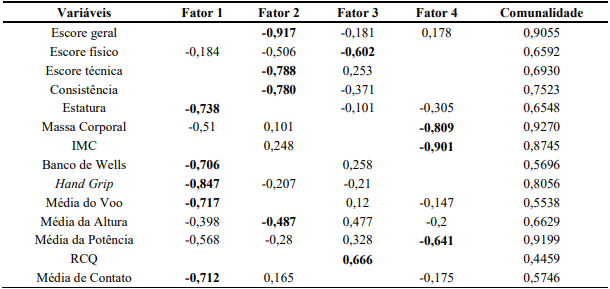 Variáveis Fator 1 Fator 2 Fator 3 Fator 4 Comunalidade
Escore geral -0,917 -0,181 0,178 0,9055
Escore físico -0,184 -0,506 -0,602 0,6592
Escore técnica -0,788 0,253 0,6930
Consistência -0,780 -0,371 0,7523
Estatura -0,738 -0,101 -0,305 0,6548
Massa Corporal -0,51 0,101 -0,809 0,9270
IMC 0,248 -0,901 0,8745
Banco de Wells -0,706 0,258 0,5696
Hand Grip -0,847 -0,207 -0,21 0,8056
Média do Voo -0,717 0,12 -0,147 0,5538
Média da Altura -0,398 -0,487 0,477 -0,2 0,6629
Média da Potência -0,568 -0,28 0,328 -0,641 0,9199
RCQ 0,666 0,4459
Média de Contato -0,712 0,165 -0,175 0,5746